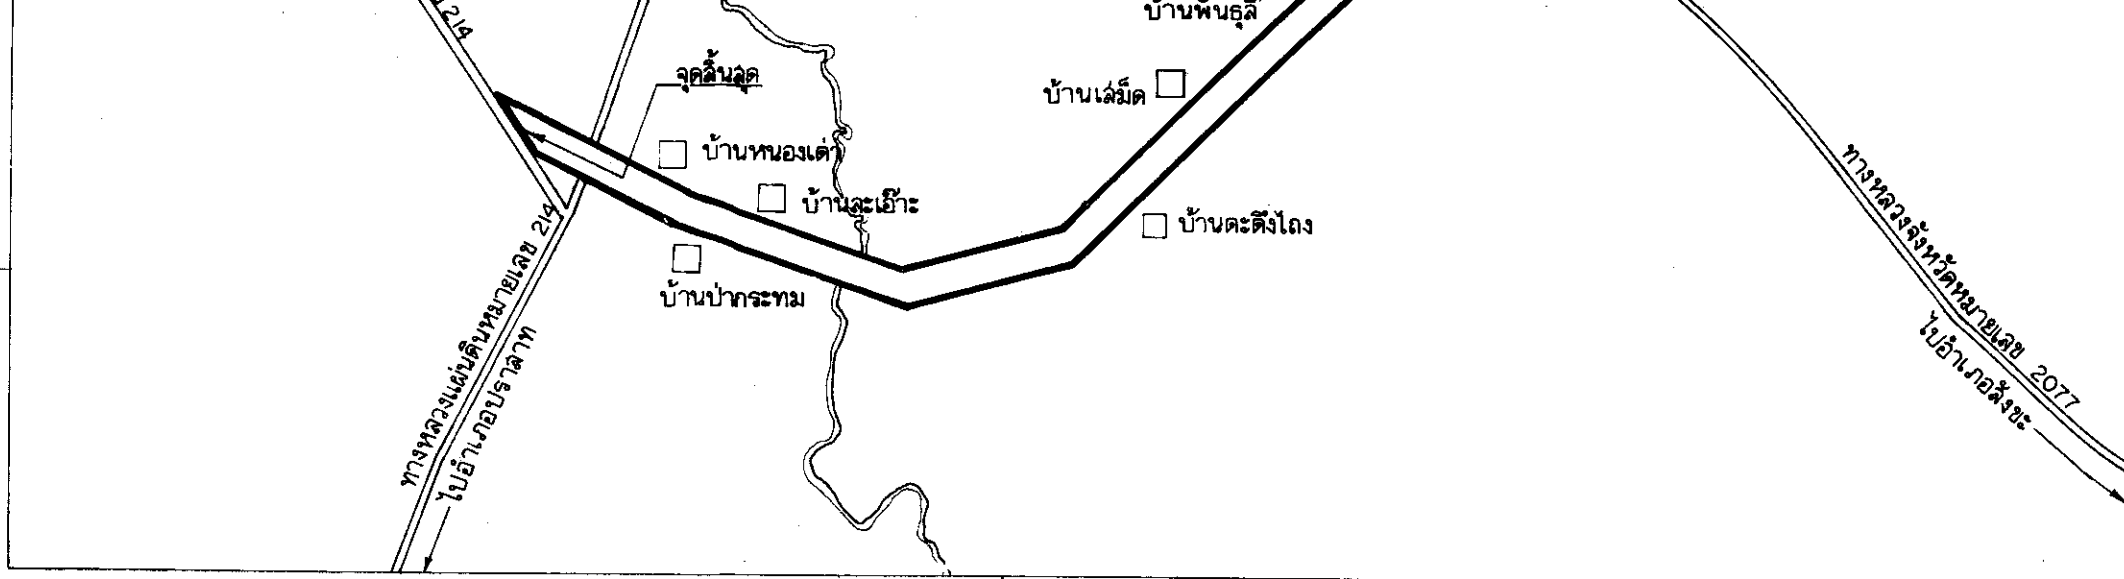 214
บ้านพันธุลี
จุดสิ้นสุด
บ้านเสม็ด
บ้านหนองเต่า
บ้านละเอ๊าะ
บ้านตะตึงไถง
บ้านป่ากระทม
ทางหลวงแผ่นดินหมายเลข 214
ไปอำเภอปราสาท
ทางหลวงจังหวัดหมายเลข 2077
ไปอำเภอสังขะ